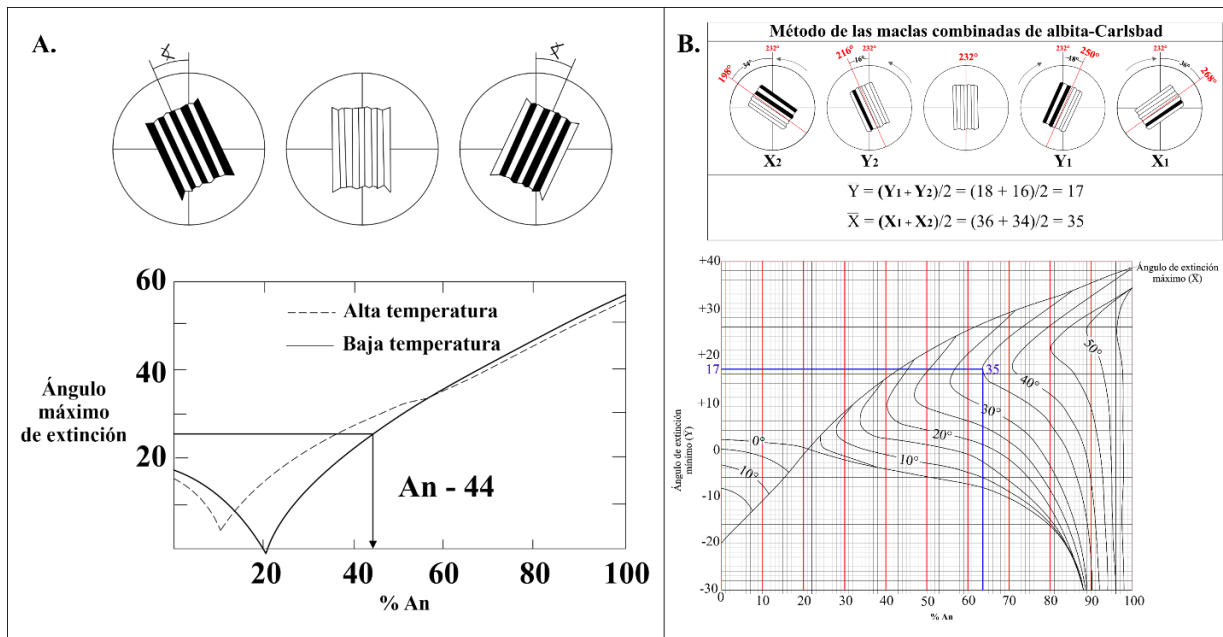 A.
∢
∢
60
40
20
Alta temperatura
Baja temperatura
Ángulo
máximo
de extinción
An - 44
20
40
60
80
100
% An
B.
Método de las maclas combinadas de albita-Carlsbad
198°
34°
232°
X2
216°
16°
232°
Y2
232°
232°
18°
250°
Y1
232°
36°
268°
X1
Y = (Y1 + Y2)/2 = (18 + 16)/2 = 17
X̅ = (X1 + X2)/2 = (36 + 34)/2 = 35
+40
+30
+20
17
+10
0
-10
-20
-30
Ángulo de extinción
mínimo (Y)
Ángulo de extinción
máximo (X̅)
35
0°
10°
10°
20°
30°
40°
50°
0
10
20
30
40
50
60
70
80
90
100
% An